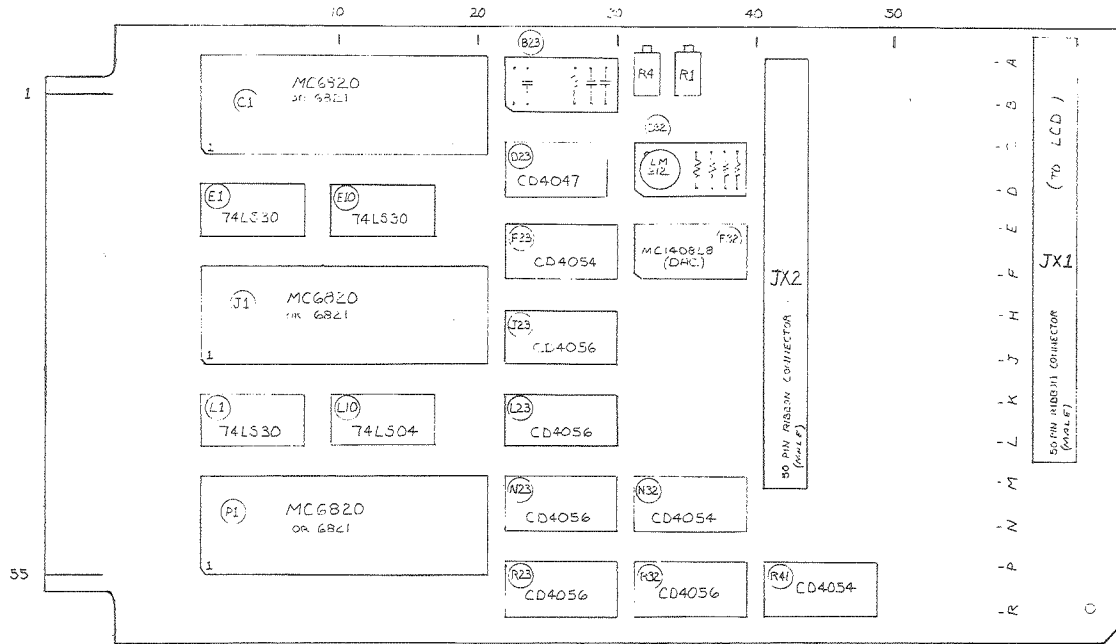 10 20 30 40 50
1
55
C1
MC6820
OR 6821
1
B23
R4
R1
D23
CD4047
LM
312
E1
74LS30
E10
74LS30
F23
CD4054
F32
MC1408L8
(DAC)
J1
MC6820
OR 6821
1
J23
CD4056
L1
74LS30
L10
74LS04
L23
CD4056
P1
MC6820
OR 6821
1
N23
CD4056
N32
CD4054
R23
CD4056
R32
CD4056
R41
CD4054
JX2
50 PIN RIBBON CONNECTOR
(MALE)
- A
- B
- C
- D
- E
- F
- H
- J
- K
- L
- M
- N
- P
- R
(TO LCD)
JX1
50 PIN RIBBON CONNECTOR
(MALE)